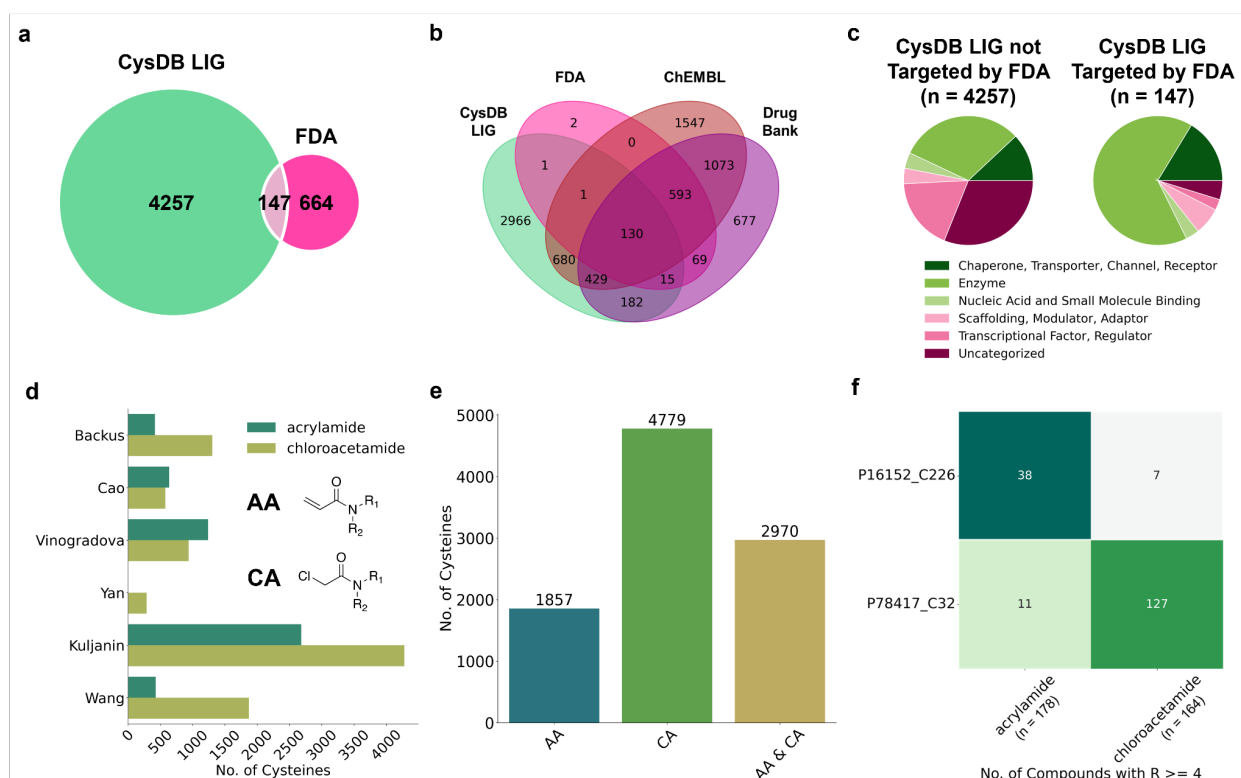 a
CysDB LIG
FDA
4257
147
664
b
FDA
ChEMBL
CysDB
LIG
Drug
Bank
2
1547
1
0
1073
1
593
2966
677
130
680
69
429
15
182
c
CysDB LIG not
Targeted by FDA
(n = 4257)
CysDB LIG
Targeted by FDA
(n = 147)
Chaperone, Transporter, Channel, Receptor
Enzyme
Nucleic Acid and Small Molecule Binding
Scaffolding, Modulator, Adaptor
Transcriptional Factor, Regulator
Uncategorized
d
acrylamide
chloroacetamide
Backus
Cao
Vinogradova
Yan
Kuljanin
Wang
AA
O
N
R1
R2
CA
Cl
O
N
R1
R2
0
500
1000
1500
2000
2500
3000
3500
4000
No. of Cysteines
e
No. of Cysteines
5000
4000
3000
2000
1000
0
1857
4779
2970
AA
CA
AA & CA
f
P16152_C226
P78417_C32
38
7
11
127
acrylamide
(n = 178)
chloroacetamide
(n = 164)
No. of Compounds with R >= 4